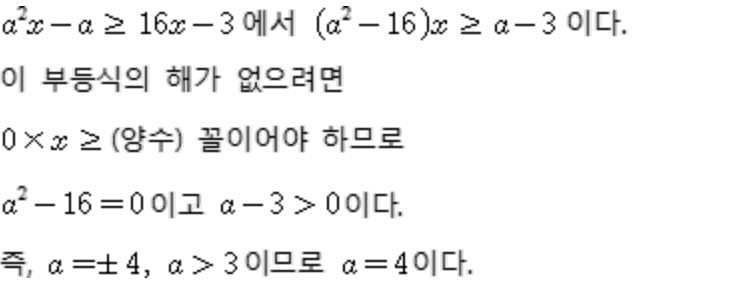 a²x − a ≥ 16x − 3 에서 (a² − 16)x ≥ a − 3 이다.
이 부등식의 해가 없으려면
0 × x ≥ (양수) 꼴이어야 하므로
a² − 16 = 0 이고 a − 3 > 0 이다.
즉, a = ± 4, a > 3 이므로 a = 4 이다.